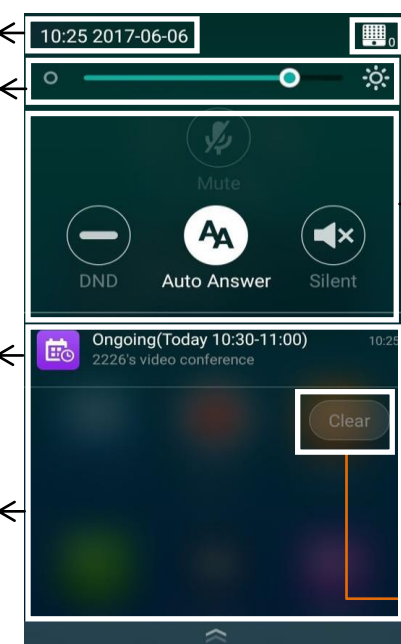 10:25 2017-06-06
0
Mute
AA
DND
Auto Answer
Silent
Ongoing(Today 10:30-11:00)
10:25
2226's video conference
Clear